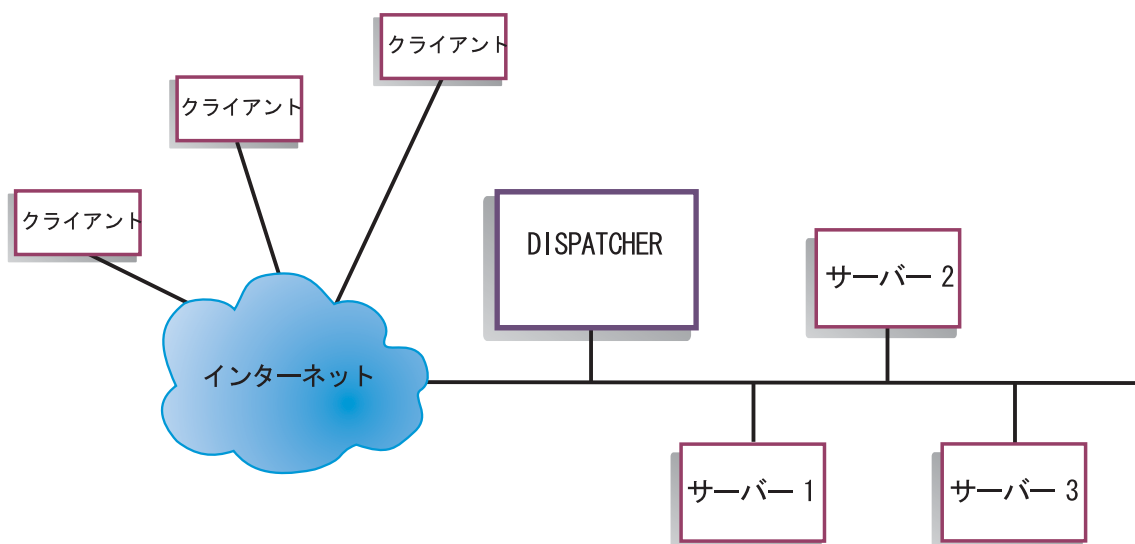 クライアント
クライアント
クライアント
DISPATCHER
サーバー 2
インターネット
サーバー 1
サーバー 3